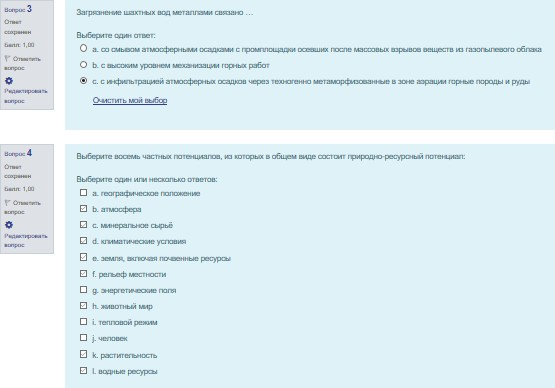 Вопрос 3
Ответ
сохранен
Балл: 1,00
Отметить
вопрос
Редактировать
вопрос
Загрязнение шахтных вод металлами связано ...
Выберите один ответ:
a. со смывом атмосферными осадками с промплощадки осевших после массовых взрывов веществ из газопылевого облака
b. с высоким уровнем механизации горных работ
c. с инфильтрацией атмосферных осадков через техногенно метаморфизованные в зоне аэрации горные породы и руды
Очистить мой выбор
Вопрос 4
Ответ
сохранен
Балл: 1,00
Отметить
вопрос
Редактировать
вопрос
Выберите восемь частных потенциалов, из которых в общем виде состоит природно-ресурсный потенциал:
Выберите один или несколько ответов:
a. географическое положение
b. атмосфера
c. минеральное сырьё
d. климатические условия
e. земля, включая почвенные ресурсы
f. рельеф местности
g. энергетические поля
h. животный мир
i. тепловой режим
j. человек
k. растительность
l. водные ресурсы